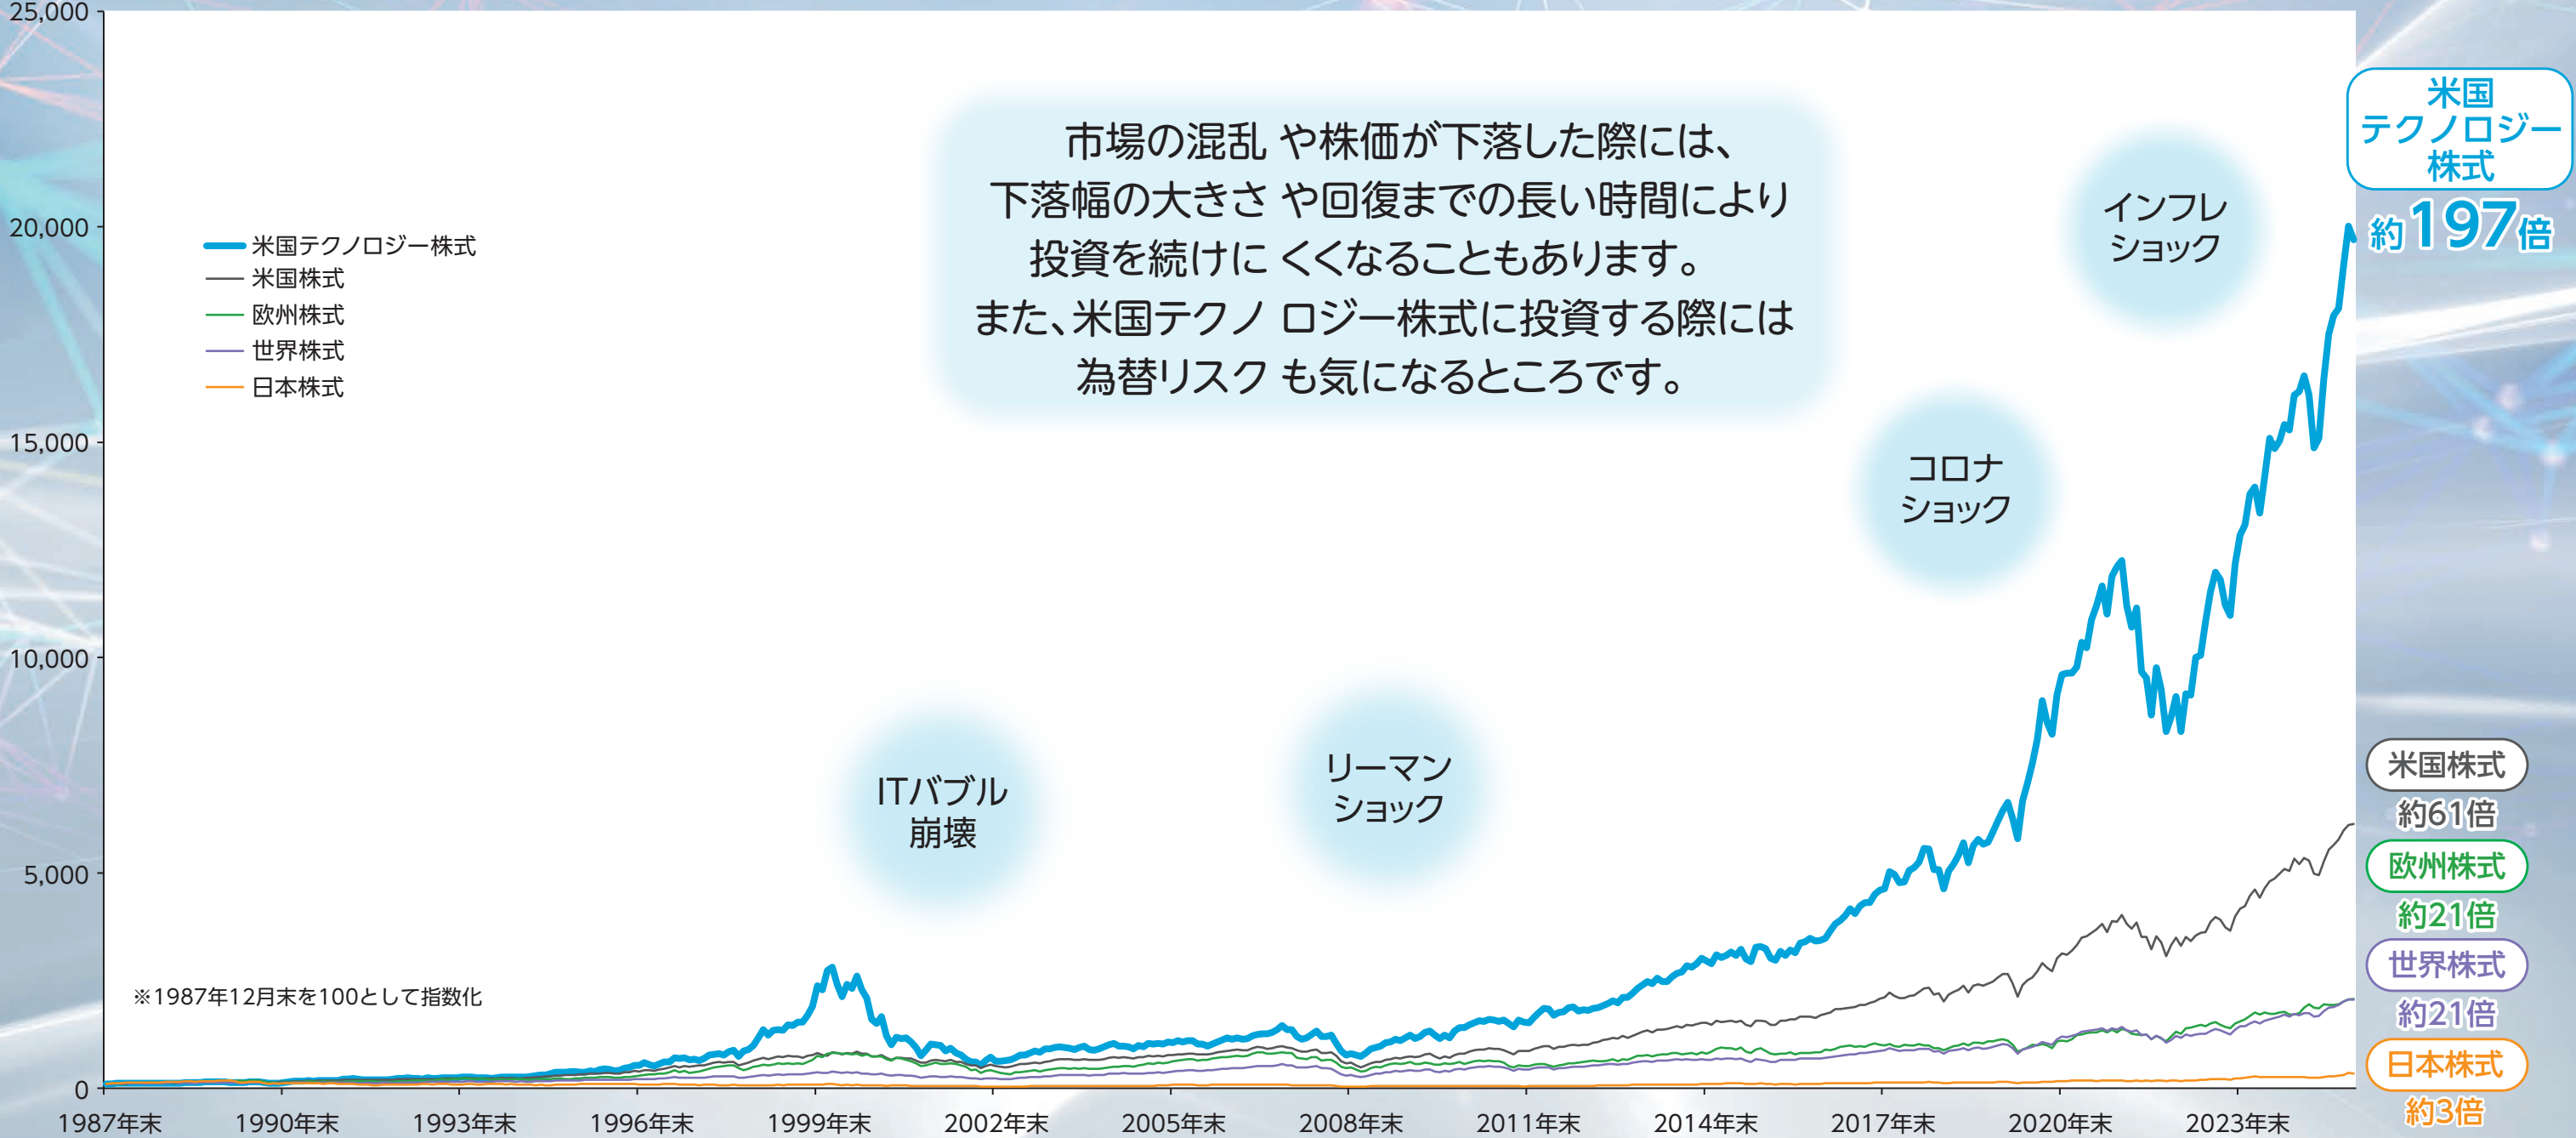 25,000
20,000
15,000
10,000
5,000
0
米国テクノロジー株式
米国株式
欧州株式
世界株式
日本株式
市場の混乱 や株価が下落した際には、
下落幅の大きさ や回復までの長い時間により
投資を続けに くくなることもあります。
また、米国テクノ ロジー株式に投資する際には
為替リスク も気になるところです。
インフレ
ショック
コロナ
ショック
リーマン
ショック
ITバブル
崩壊
※1987年12月末を100として指数化
米国
テクノロジー
株式
約197倍
米国株式
約61倍
欧州株式
約21倍
世界株式
約21倍
日本株式
約3倍
1987年末
1990年末
1993年末
1996年末
1999年末
2002年末
2005年末
2008年末
2011年末
2014年末
2017年末
2020年末
2023年末